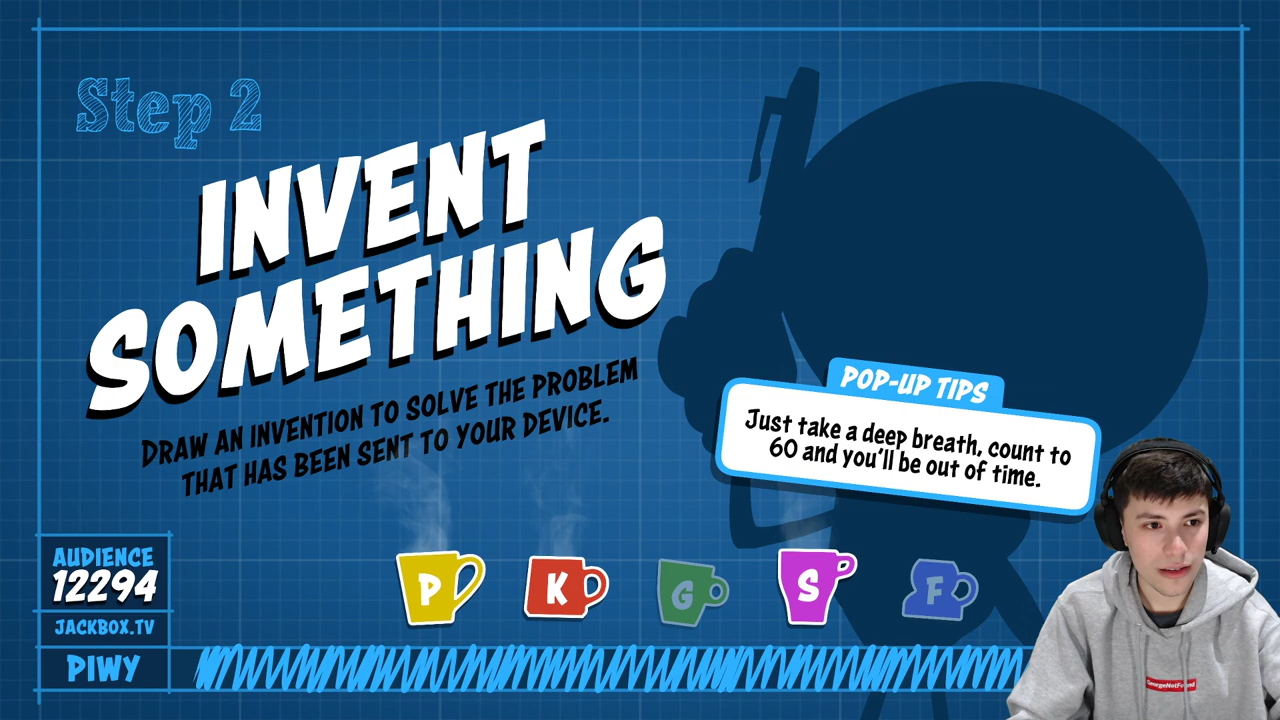 Step 2
INVENT
SOMETHING
DRAW AN INVENTION TO SOLVE THE PROBLEM
THAT HAS BEEN SENT TO YOUR DEVICE.
POP-UP TIPS
Just take a deep breath, count to
60 and you'll be out of time.
AUDIENCE
12294
JACKBOX.TV
PIWY
P K G S F
GeorgeNotFound